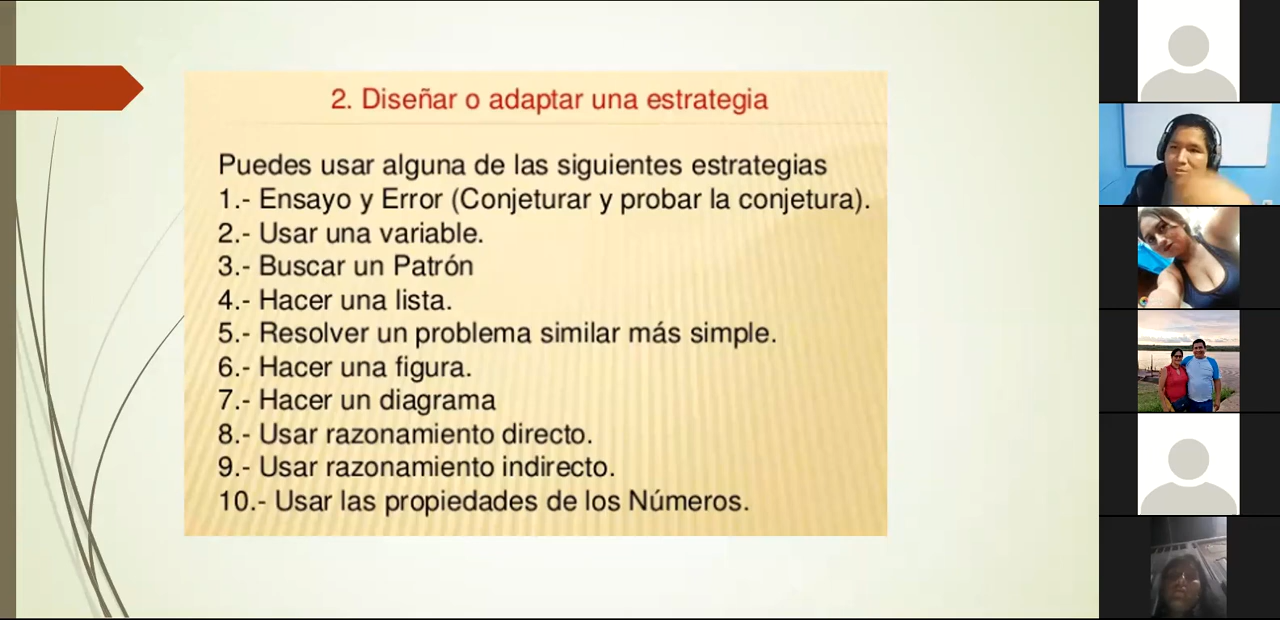 2. Diseñar o adaptar una estrategia
Puedes usar alguna de las siguientes estrategias
1.- Ensayo y Error (Conjeturar y probar la conjetura).
2.- Usar una variable.
3.- Buscar un Patrón
4.- Hacer una lista.
5.- Resolver un problema similar más simple.
6.- Hacer una figura.
7.- Hacer un diagrama
8.- Usar razonamiento directo.
9.- Usar razonamiento indirecto.
10.- Usar las propiedades de los Números.